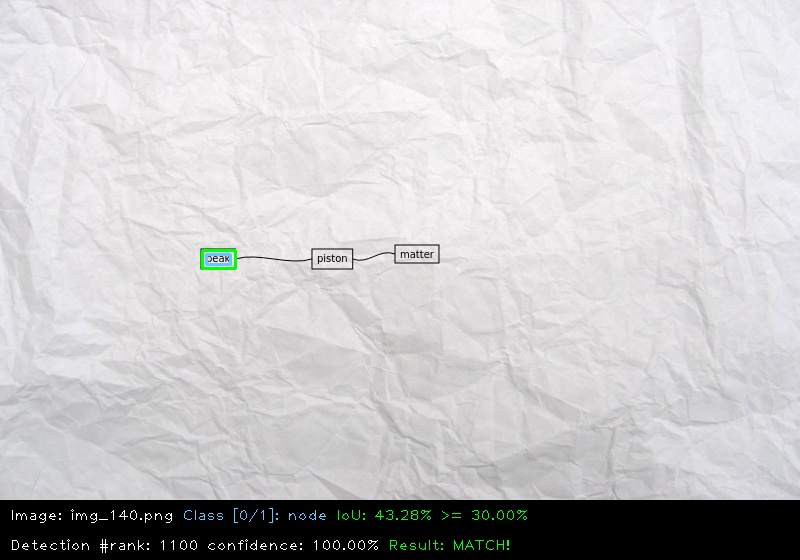 peak piston matter
Image: img_140.png Class [0/1]: node IoU: 43.28% >= 30.00%
Detection #rank: 1100 confidence: 100.00% Result: MATCH!